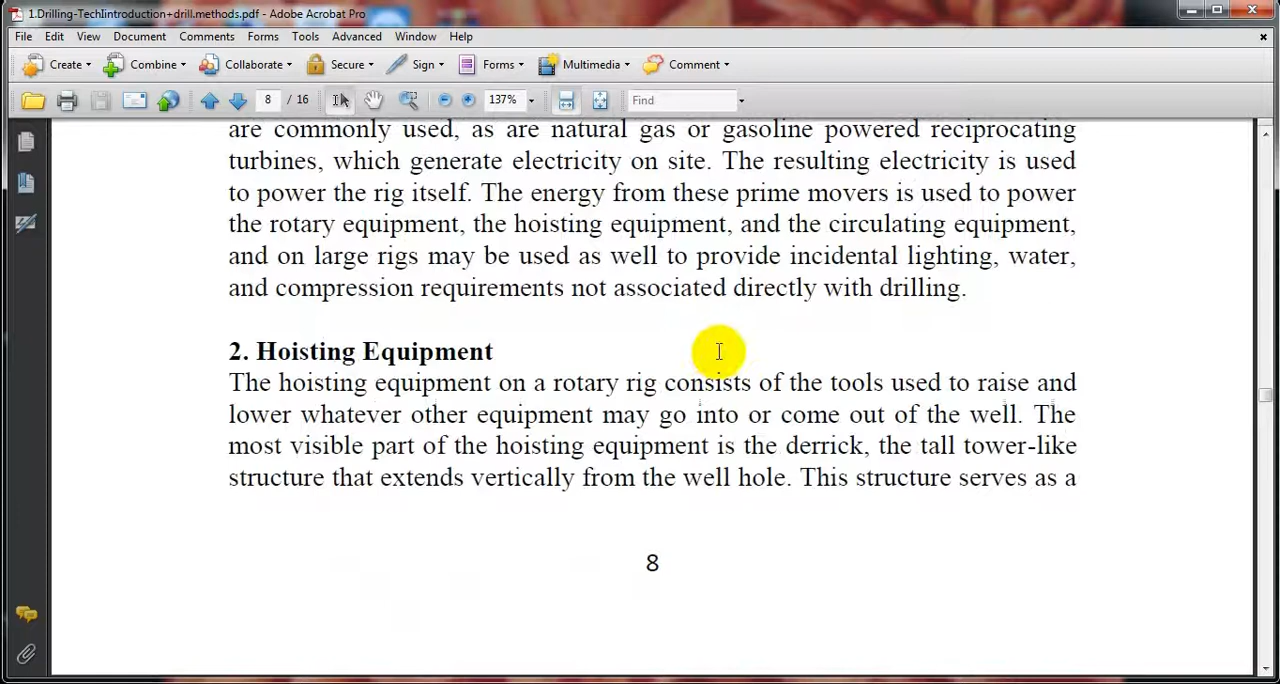 1.Drilling-TechIintroduction+drill.methods.pdf - Adobe Acrobat Pro
File Edit View Document Comments Forms Tools Advanced Window Help
Create Combine Collaborate Secure Sign Forms Multimedia Comment
8 / 16 137% Find
are commonly used, as are natural gas or gasoline powered reciprocating
turbines, which generate electricity on site. The resulting electricity is used
to power the rig itself. The energy from these prime movers is used to power
the rotary equipment, the hoisting equipment, and the circulating equipment,
and on large rigs may be used as well to provide incidental lighting, water,
and compression requirements not associated directly with drilling.
2. Hoisting Equipment
The hoisting equipment on a rotary rig consists of the tools used to raise and
lower whatever other equipment may go into or come out of the well. The
most visible part of the hoisting equipment is the derrick, the tall tower-like
structure that extends vertically from the well hole. This structure serves as a
8